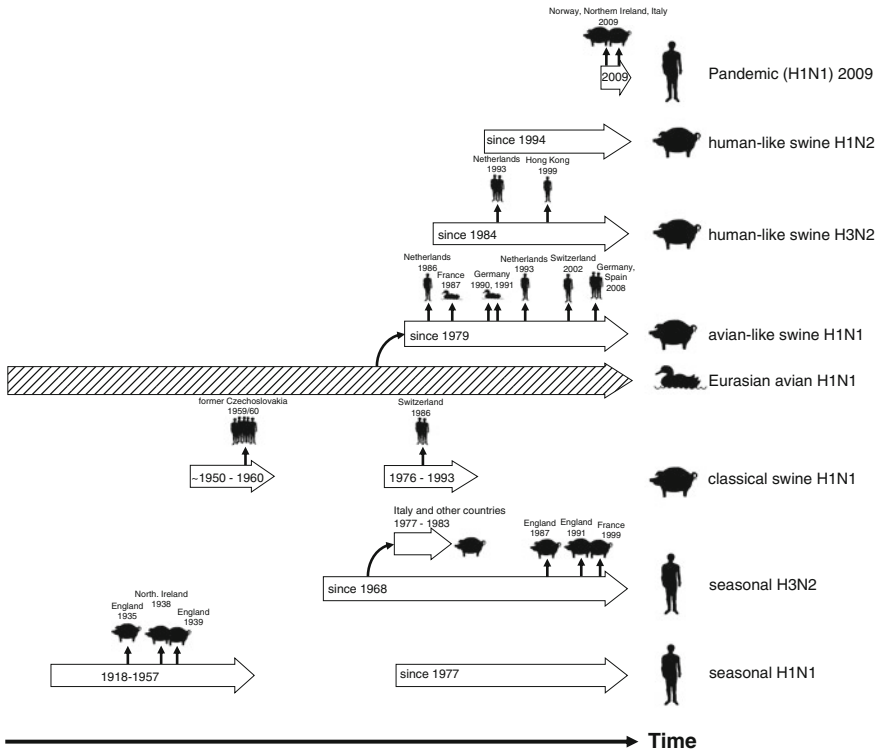 Norway, Northern Ireland, Italy
2009
2009
Pandemic (H1N1) 2009
since 1994
human-like swine H1N2
Netherlands
1993
Hong Kong
1999
since 1984
human-like swine H3N2
Netherlands
1986
France
1987
Germany
1990, 1991
Netherlands
1993
Switzerland
2002
Germany,
Spain
2008
since 1979
avian-like swine H1N1
Eurasian avian H1N1
former Czechoslovakia
1959/60
Switzerland
1986
~1950 - 1960
1976 - 1993
classical swine H1N1
Italy and other countries
1977 - 1983
England
1987
England
1991
France
1999
since 1968
seasonal H3N2
England
1935
North. Ireland
1938
England
1939
1918-1957
since 1977
seasonal H1N1
Time